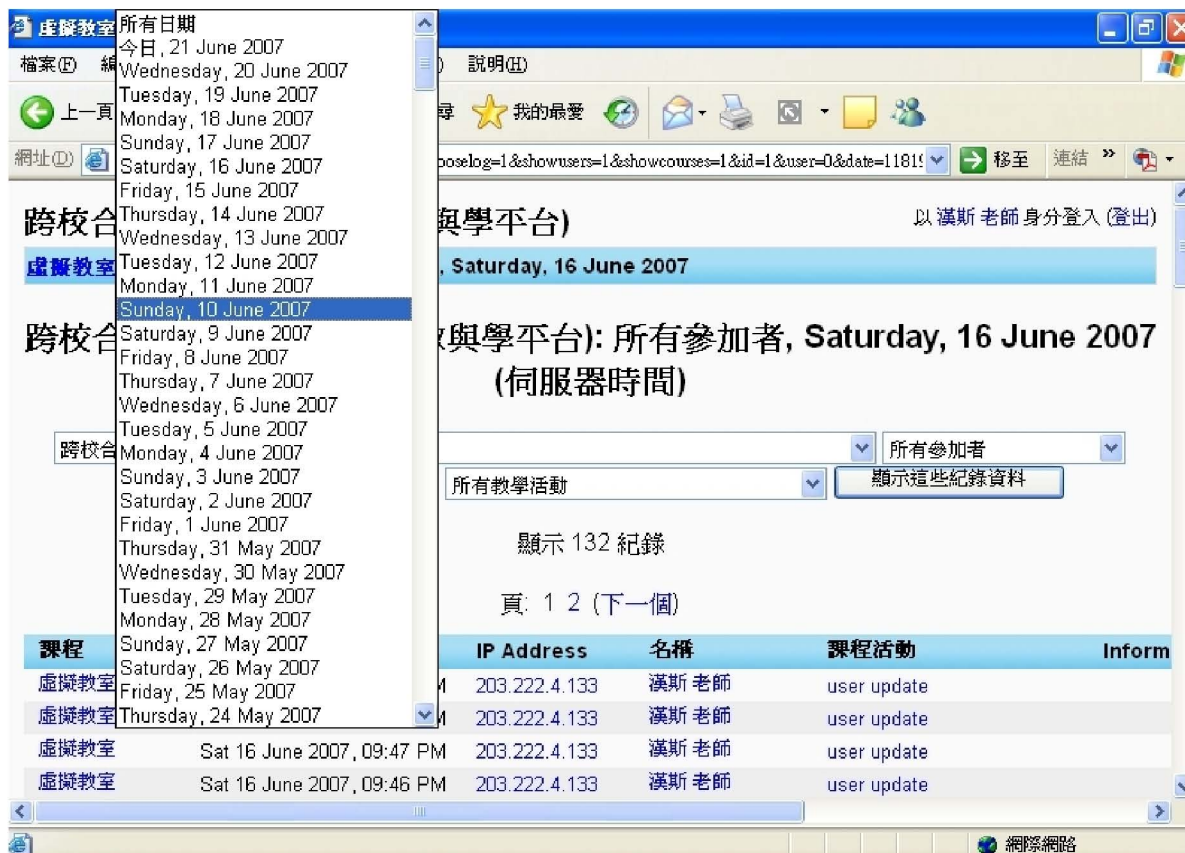 虛擬教室
檔案(F)
說明(H)
上一頁
尋
我的最愛
網址(D)
ooselog=1&showusers=1&showcourses=1&id=1&user=0&date=1181
移至
連結 »
所有日期
今日, 21 June 2007
Wednesday, 20 June 2007
Tuesday, 19 June 2007
Monday, 18 June 2007
Sunday, 17 June 2007
Saturday, 16 June 2007
Friday, 15 June 2007
Thursday, 14 June 2007
Wednesday, 13 June 2007
Tuesday, 12 June 2007
Monday, 11 June 2007
Sunday, 10 June 2007
Saturday, 9 June 2007
Friday, 8 June 2007
Thursday, 7 June 2007
Wednesday, 6 June 2007
Tuesday, 5 June 2007
Monday, 4 June 2007
Sunday, 3 June 2007
Saturday, 2 June 2007
Friday, 1 June 2007
Thursday, 31 May 2007
Wednesday, 30 May 2007
Tuesday, 29 May 2007
Monday, 28 May 2007
Sunday, 27 May 2007
Saturday, 26 May 2007
Friday, 25 May 2007
Thursday, 24 May 2007
跨校合 與學平台)
以 漢斯 老師 身分登入 (登出)
虛擬教室 , Saturday, 16 June 2007
跨校合 與學平台): 所有參加者, Saturday, 16 June 2007
(伺服器時間)
跨校合 所有參加者
所有教學活動 顯示這些紀錄資料
顯示 132 紀錄
頁: 1 2 (下一個)
課程 IP Address 名稱 課程活動 Inform
虛擬教室 M 203.222.4.133 漢斯 老師 user update
虛擬教室 M 203.222.4.133 漢斯 老師 user update
虛擬教室 Sat 16 June 2007, 09:47 PM 203.222.4.133 漢斯 老師 user update
虛擬教室 Sat 16 June 2007, 09:46 PM 203.222.4.133 漢斯 老師 user update
網際網路